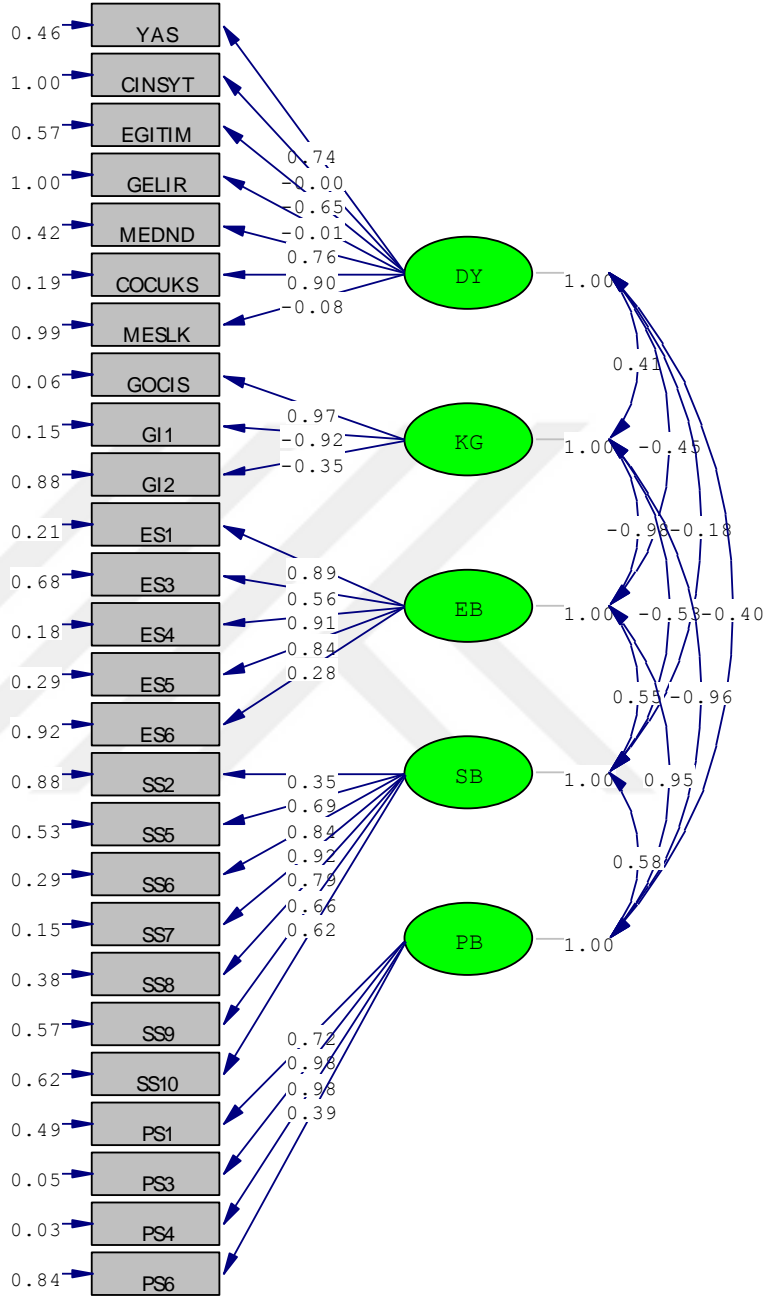 0.46 YAS
1.00 CINSYT
0.57 EGITIM
1.00 GELIR
0.42 MEDND
0.19 COCUKS
0.99 MESLK
0.06 GOCIS
0.15 GI1
0.88 GI2
0.21 ES1
0.68 ES3
0.18 ES4
0.29 ES5
0.92 ES6
0.88 SS2
0.53 SS5
0.29 SS6
0.15 SS7
0.38 SS8
0.57 SS9
0.62 SS10
0.49 PS1
0.05 PS3
0.03 PS4
0.84 PS6
0.74
-0.00
-0.65
-0.01
0.76
0.90
-0.08
0.97
-0.92
-0.35
0.89
0.56
0.91
0.84
0.28
0.35
0.69
0.84
0.92
0.79
0.66
0.62
0.72
0.98
0.98
0.39
DY 1.00
KG 1.00
EB 1.00
SB 1.00
PB 1.00
0.41
-0.45
-0.98 -0.18
-0.53 -0.40
0.55 -0.96
0.95
0.58